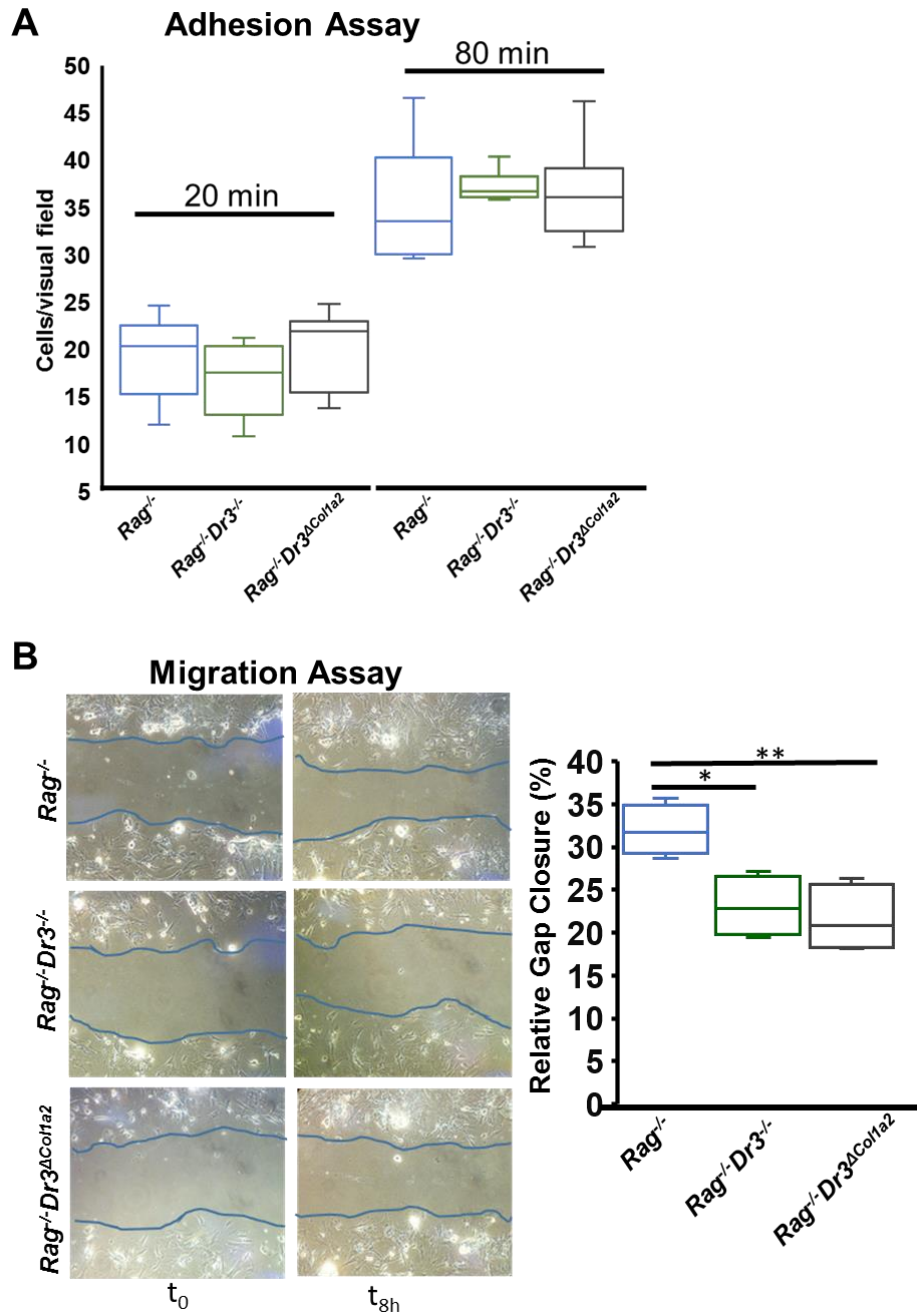 A
Adhesion Assay
Cells/visual field
50
45
40
35
30
25
20
15
10
5
20 min
80 min
Rag-/-
Rag-/-Dr3-/-
Rag-/-Dr3ΔCol1a2
Rag-/-
Rag-/-Dr3-/-
Rag-/-Dr3ΔCol1a2
B
Migration Assay
Rag-/-
Rag-/-Dr3-/-
Rag-/-Dr3ΔCol1a2
t0
t8h
Relative Gap Closure (%)
40
35
30
25
20
15
10
5
0
*
**
Rag-/-
Rag-/-Dr3-/-
Rag-/-Dr3ΔCol1a2